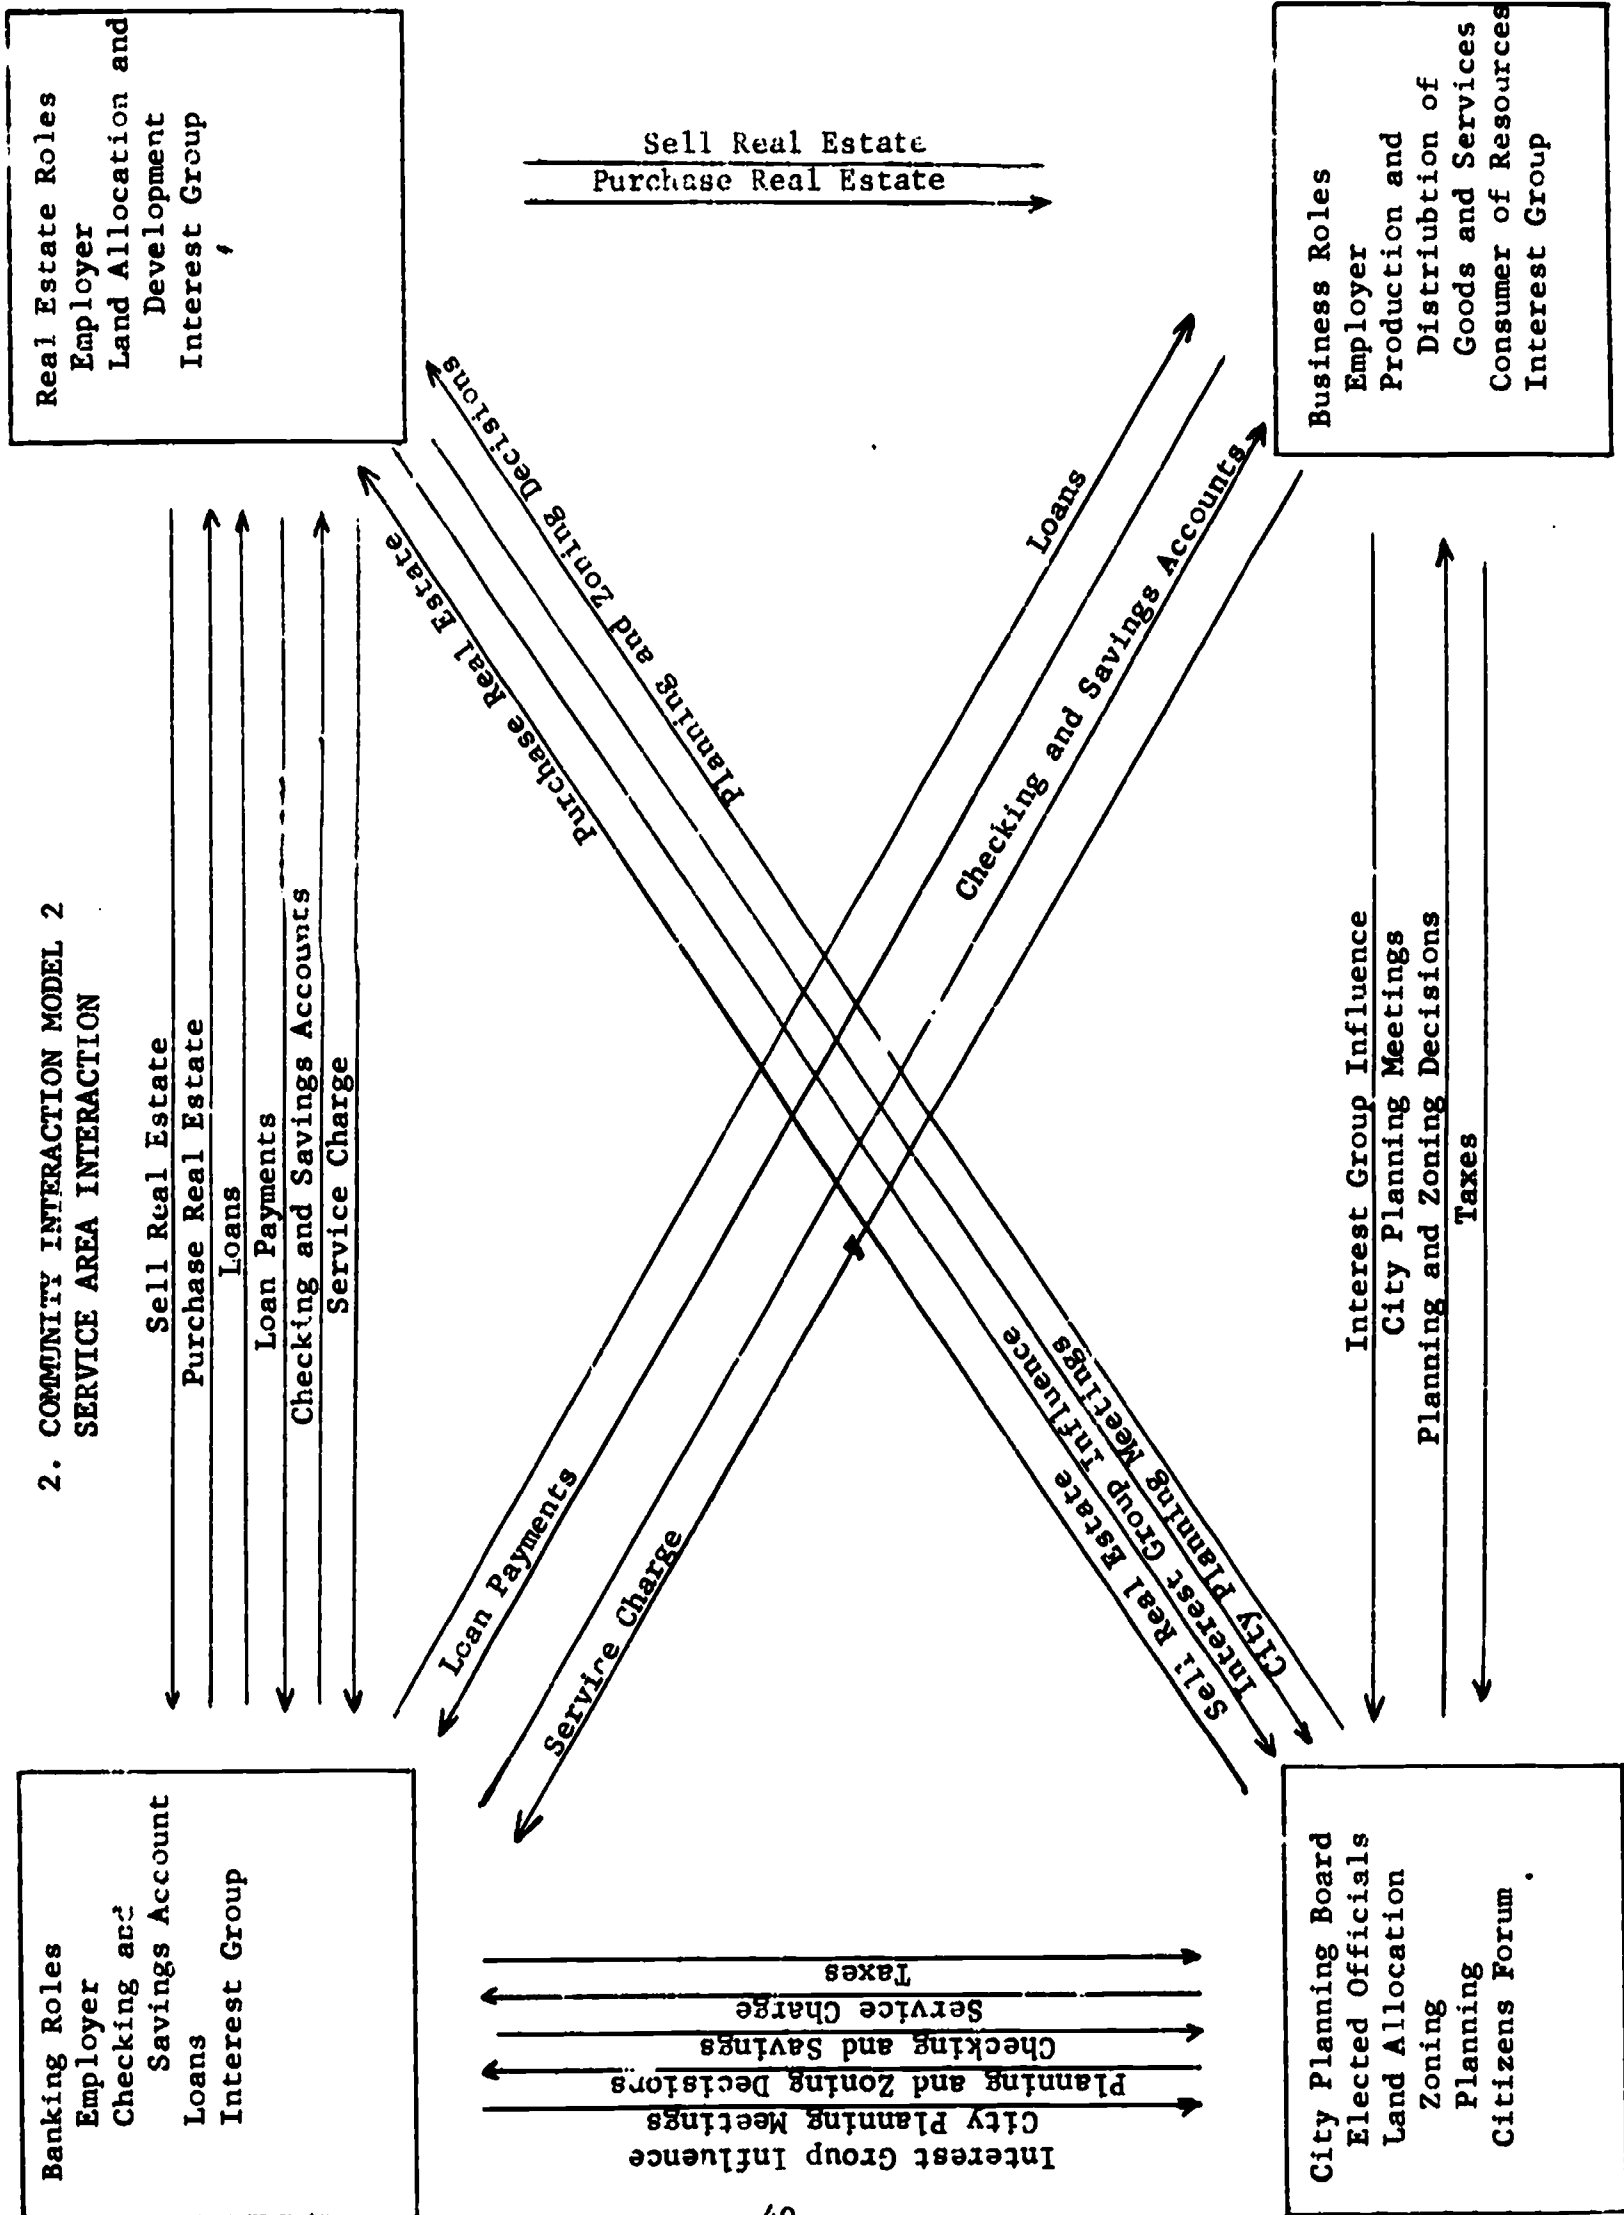 2. COMMUNITY INTERACTION MODEL 2
SERVICE AREA INTERACTION
Banking Roles
Employer
Checking and
Savings Account
Loans
Interest Group
Sell Real Estate
Purchase Real Estate
Loans
Loan Payments
Checking and Savings Accounts
Service Charge
Real Estate Roles
Employer
Land Allocation and
Development
Interest Group
Interest Group Influence
City Planning Meetings
Planning and Zoning Decisions
Checking and Savings
Service Charge
Taxes
Loan Payments
Service Charge
Sell Real Estate
Interest Group Influence
City Planning Meetings
Purchase Real Estate
Planning and Zoning Decisions
Loans
Checking and Savings Accounts
Sell Real Estate
Purchase Real Estate
City Planning Board
Elected Officials
Land Allocation
Zoning
Planning
Citizens Forum
Interest Group Influence
City Planning Meetings
Planning and Zoning Decisions
Taxes
Business Roles
Employer
Production and
Distriubtion of
Goods and Services
Consumer of Resources
Interest Group